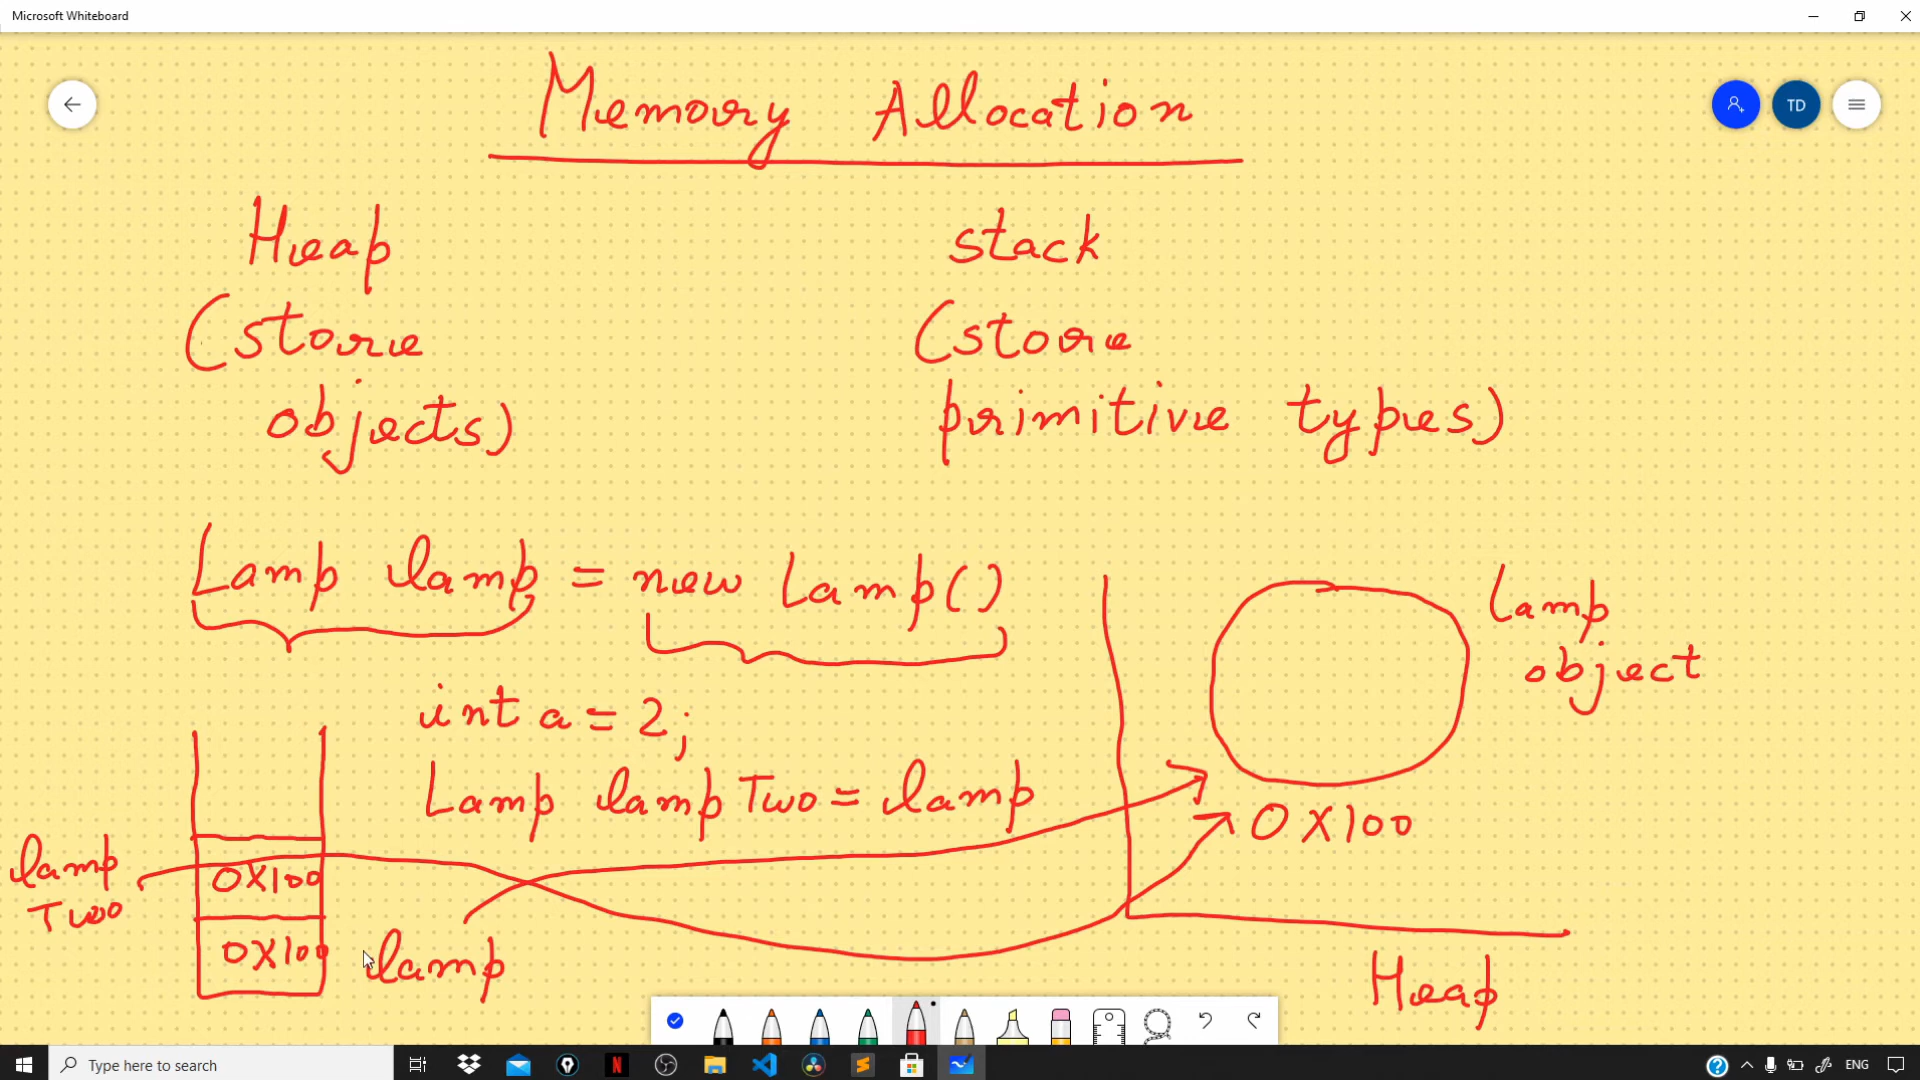 Microsoft Whiteboard
Memory Allocation
TD
Heap
stack
(store
objects)
(store
primitive types)
Lamp lamp = new Lamp()
int a = 2;
Lamp lampTwo = lamp
Lamp
object
0X100
lamp
Two
0X100
0X100
lamp
Heap
Type here to search
ENG